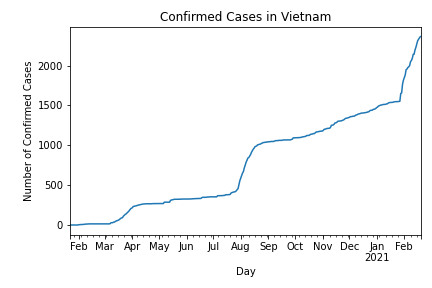 Confirmed Cases in Vietnam
Number of Confirmed Cases
2000
1500
1000
500
0
Feb Mar Apr May Jun Jul Aug Sep Oct Nov Dec Jan Feb
2021
Day